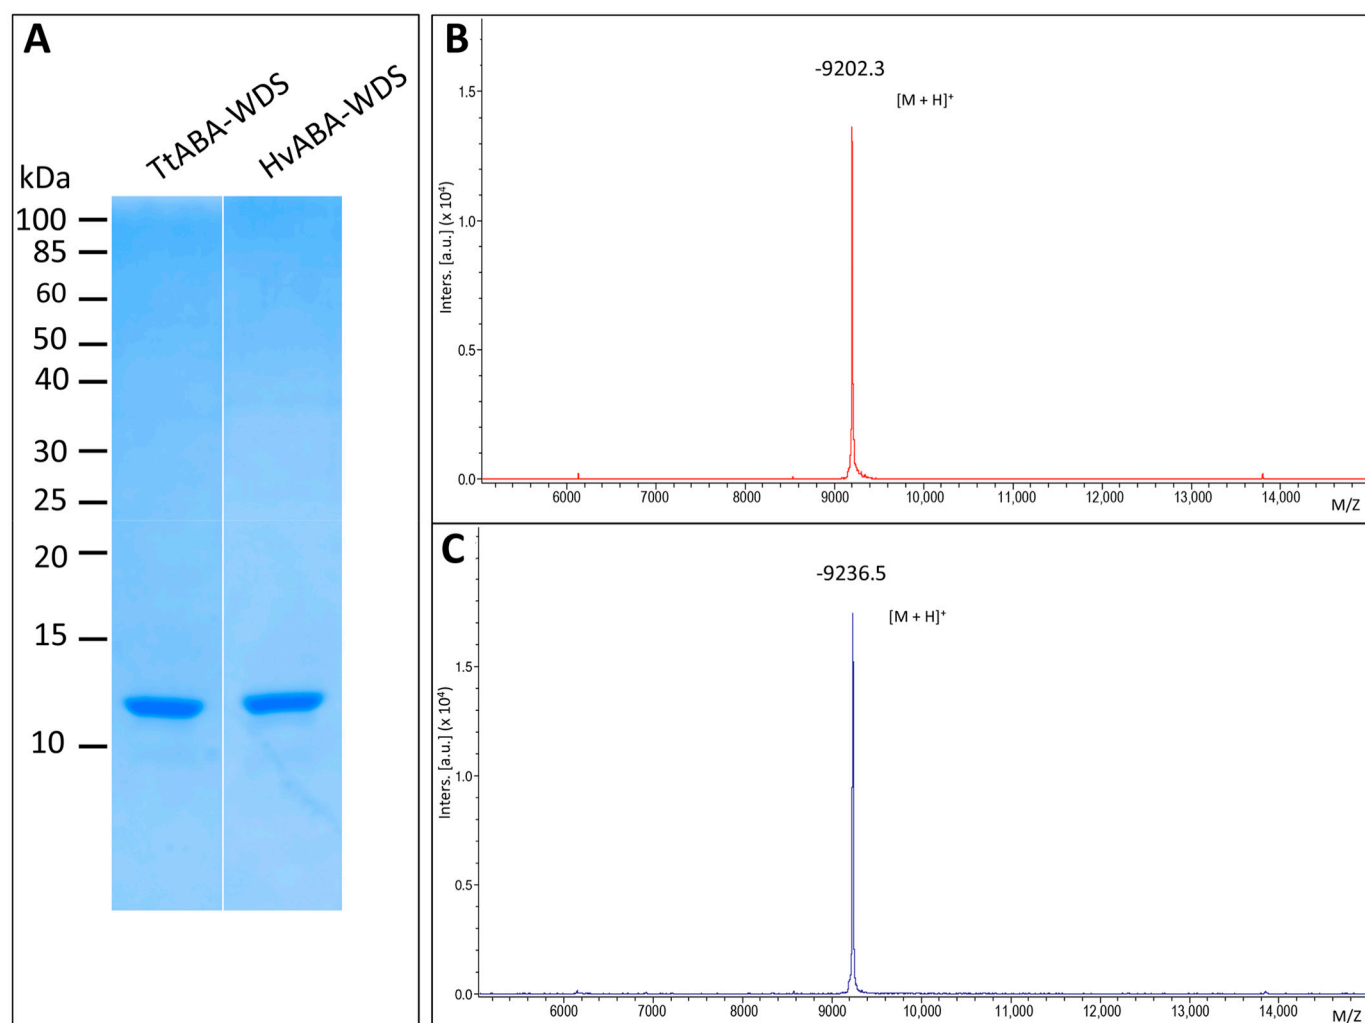 A
TtABA-WDS
HvABA-WDS
kDa
100
85
60
50
40
30
25
20
15
10
B
-9202.3
[M + H]⁺
Inters. [a.u.] (x 10⁴)
1.5
1.0
0.5
0.0
6000 7000 8000 9000 10,000 11,000 12,000 13,000 14,000
M/Z
C
-9236.5
[M + H]⁺
Inters. [a.u.] (x 10⁴)
1.5
1.0
0.5
0.0
6000 7000 8000 9000 10,000 11,000 12,000 13,000 14,000
M/Z